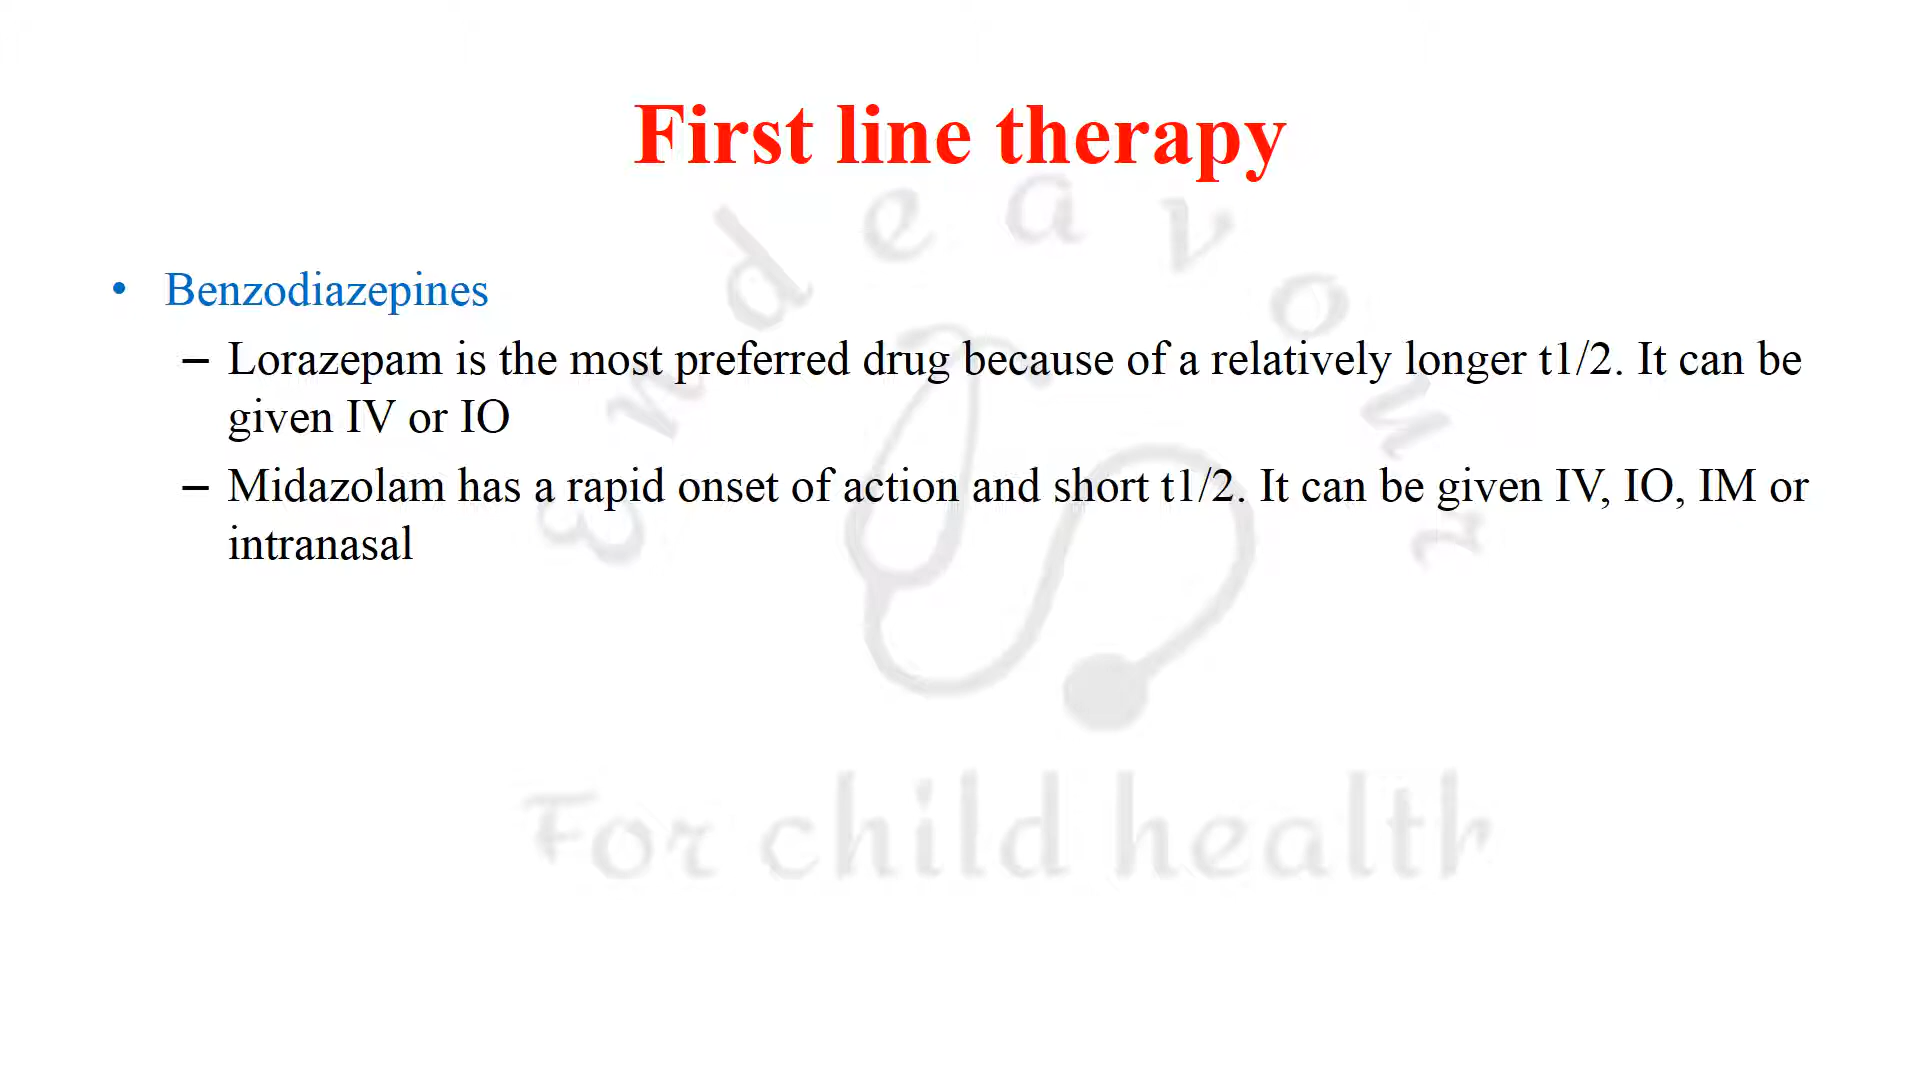 First line therapy
• Benzodiazepines
– Lorazepam is the most preferred drug because of a relatively longer t1/2. It can be
given IV or IO
– Midazolam has a rapid onset of action and short t1/2. It can be given IV, IO, IM or
intranasal
Endeavour
For child health